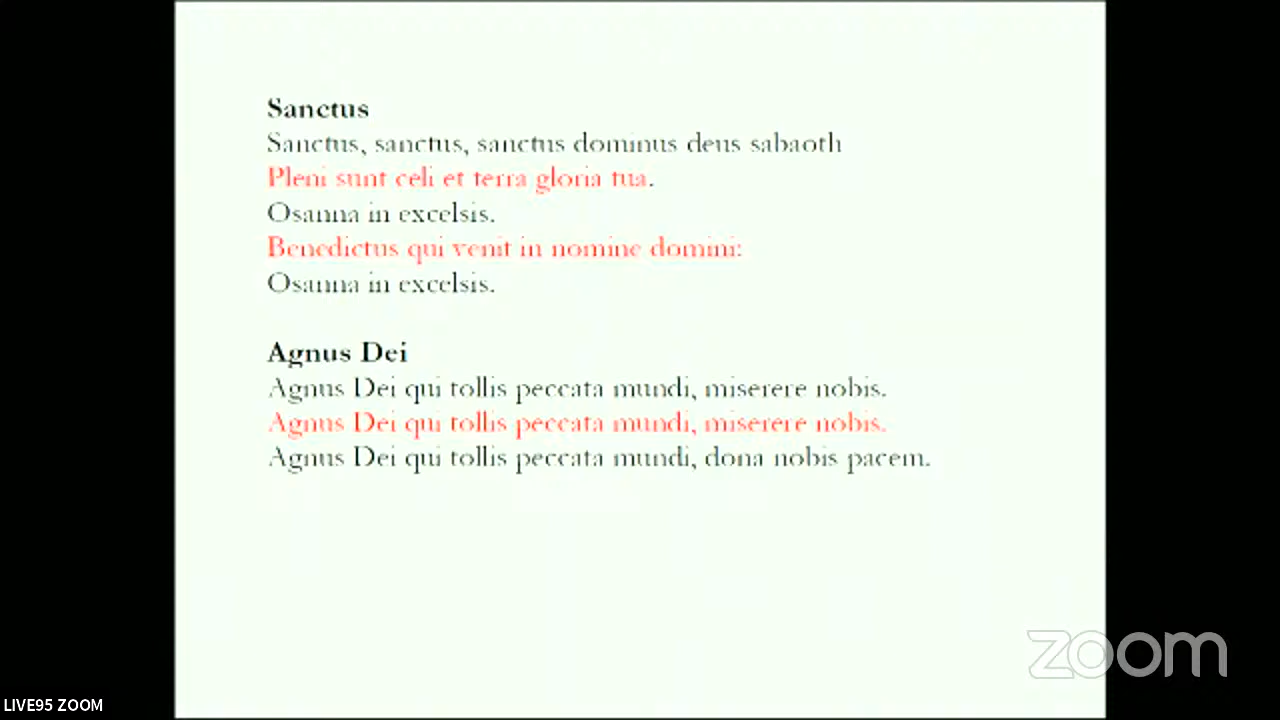 Sanctus
Sanctus, sanctus, sanctus dominus deus sabaoth
Pleni sunt celi et terra gloria tua.
Osanna in excelsis.
Benedictus qui venit in nomine domini:
Osanna in excelsis.
Agnus Dei
Agnus Dei qui tollis peccata mundi, miserere nobis.
Agnus Dei qui tollis peccata mundi, miserere nobis.
Agnus Dei qui tollis peccata mundi, dona nobis pacem.
zoom
LIVE95 ZOOM